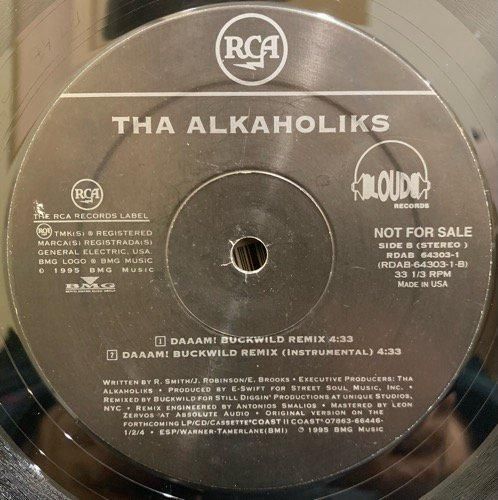 RCA
THA ALKAHOLIKS
RCA
THE RCA RECORDS LABEL
® TMK(S) ® REGISTERED
MARCA(S) REGISTRADA(S)
GENERAL ELECTRIC, USA.
BMG LOGO ® BMG MUSIC
© 1995 BMG MUSIC
BMG
LOUD
RECORDS
NOT FOR SALE
SIDE B (STEREO)
RDAB 64303-1
(RDAB-64303-1-B)
33 1/3 RPM
MADE IN USA
1 DAAAM! BUCKWILD REMIX 4:33
2 DAAAM! BUCKWILD REMIX (INSTRUMENTAL) 4:33
WRITTEN BY R. SMITH/J. ROBINSON/E. BROOKS • EXECUTIVE PRODUCERS: THA
ALKAHOLIKS • PRODUCED BY E-SWIFT FOR STREET SOUL MUSIC, INC. •
REMIXED BY BUCKWILD FOR STILL DIGGIN' PRODUCTIONS AT UNIQUE STUDIOS,
NYC • REMIX ENGINEERED BY ANTONIOS SMALIOS • MASTERED BY LEON
ZERVOS 'AT ABSOLUTE AUDIO • ORIGINAL VERSION ON THE
FORTHCOMING LP/CD/CASSETTE "COAST II COAST" 07863-66446-
1/2/4 • ESP/WARNER-TAMERLANE(BMI) ℗ 1995 BMG MUSIC